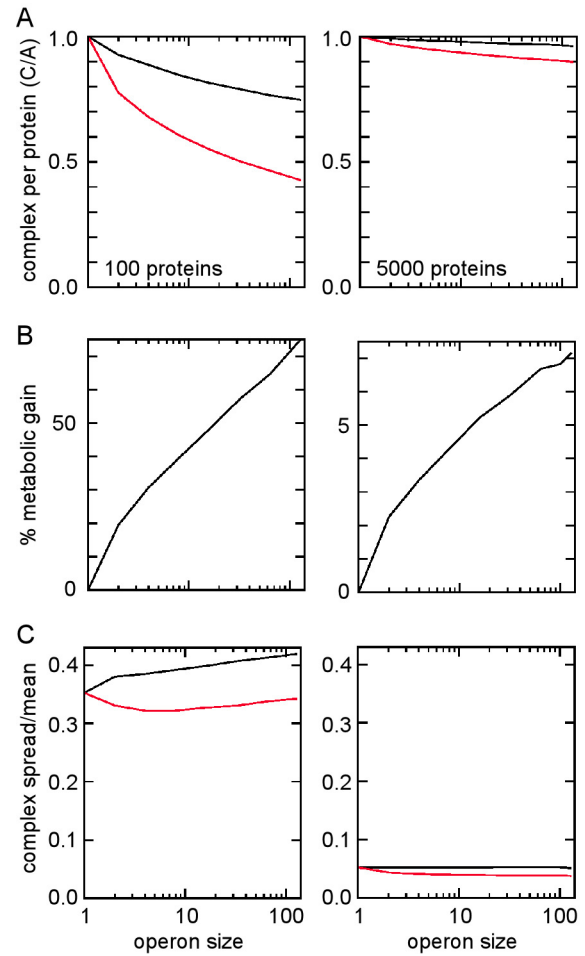 A
complex per protein (C/A)
1.0
0.5
0.0
100 proteins
1.0
0.5
0.0
5000 proteins
B
% metabolic gain
50
0
5
0
C
complex spread/mean
0.4
0.3
0.2
0.1
0.0
1
10
100
operon size
0.4
0.3
0.2
0.1
0.0
1
10
100
operon size